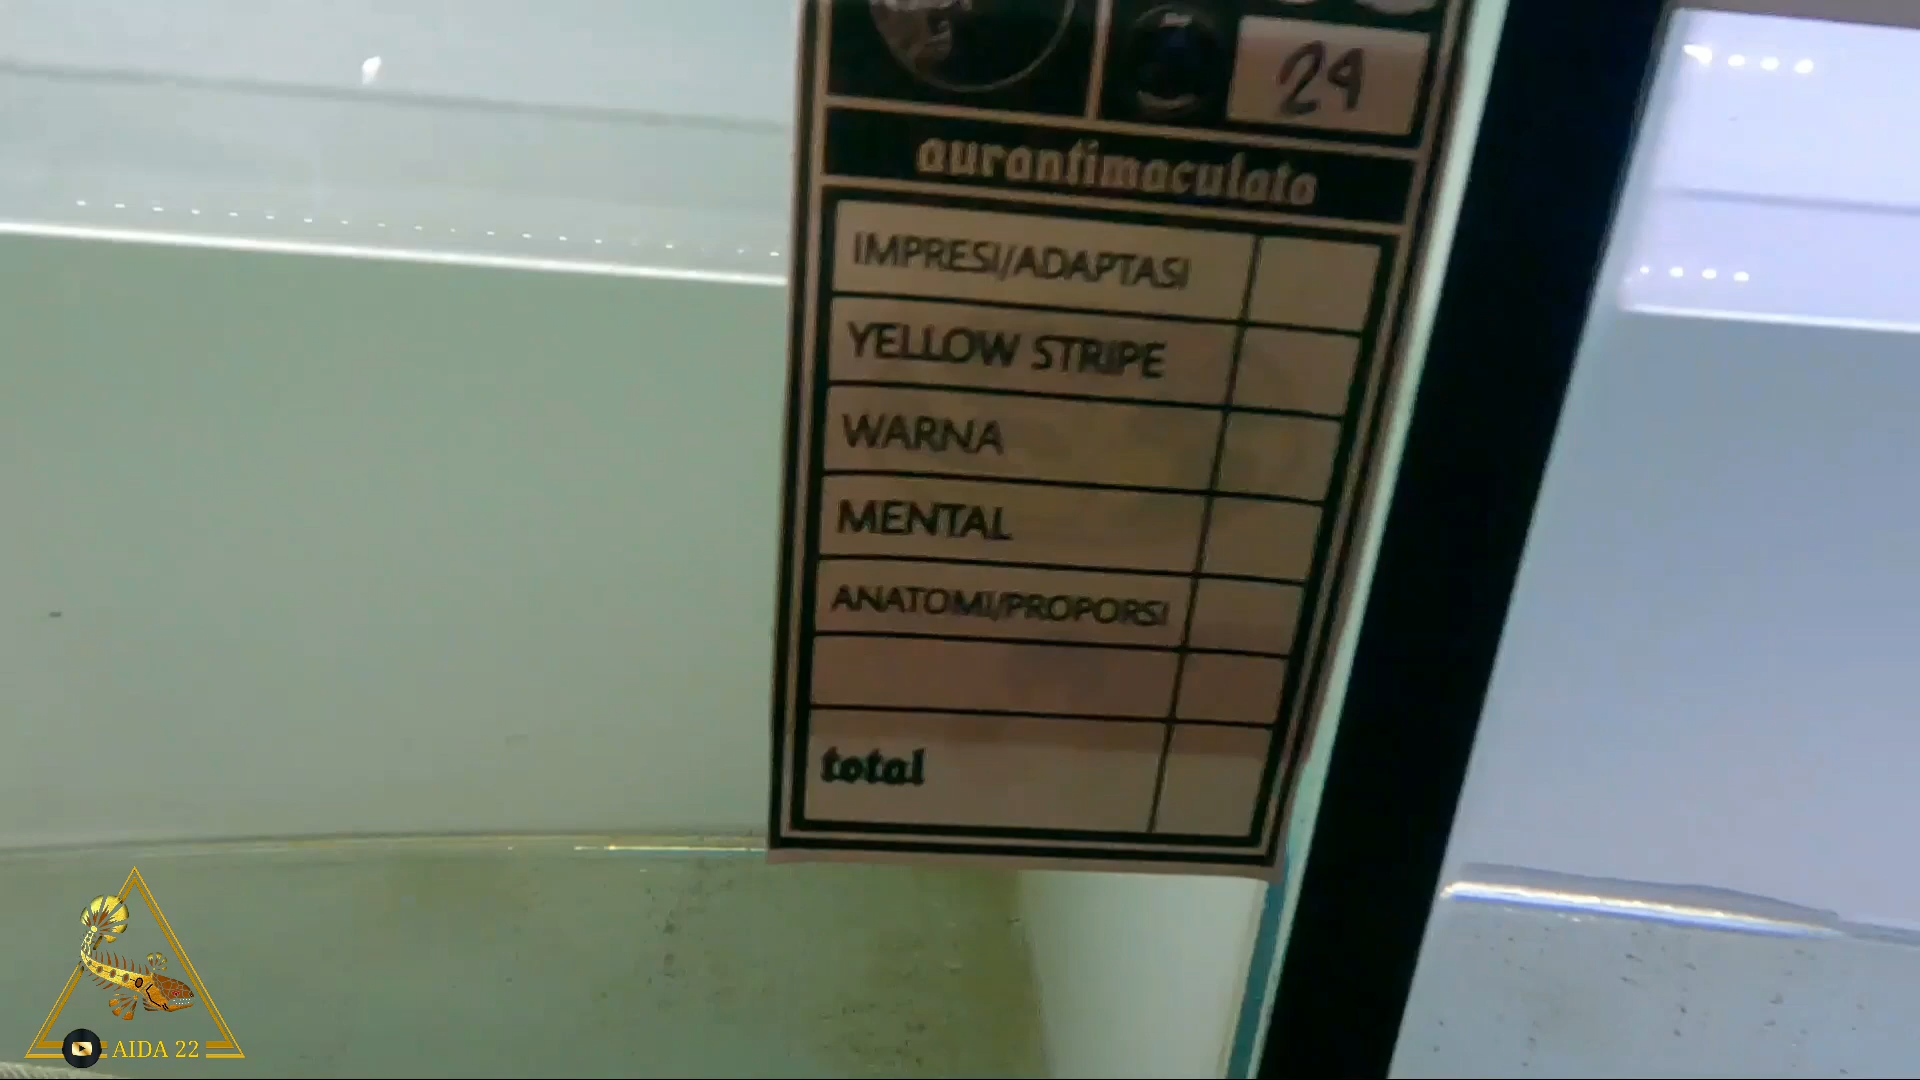 24
aurantimaculata
IMPRESI/ADAPTASI
YELLOW STRIPE
WARNA
MENTAL
ANATOMI/PROPORSI
total
AIDA 22